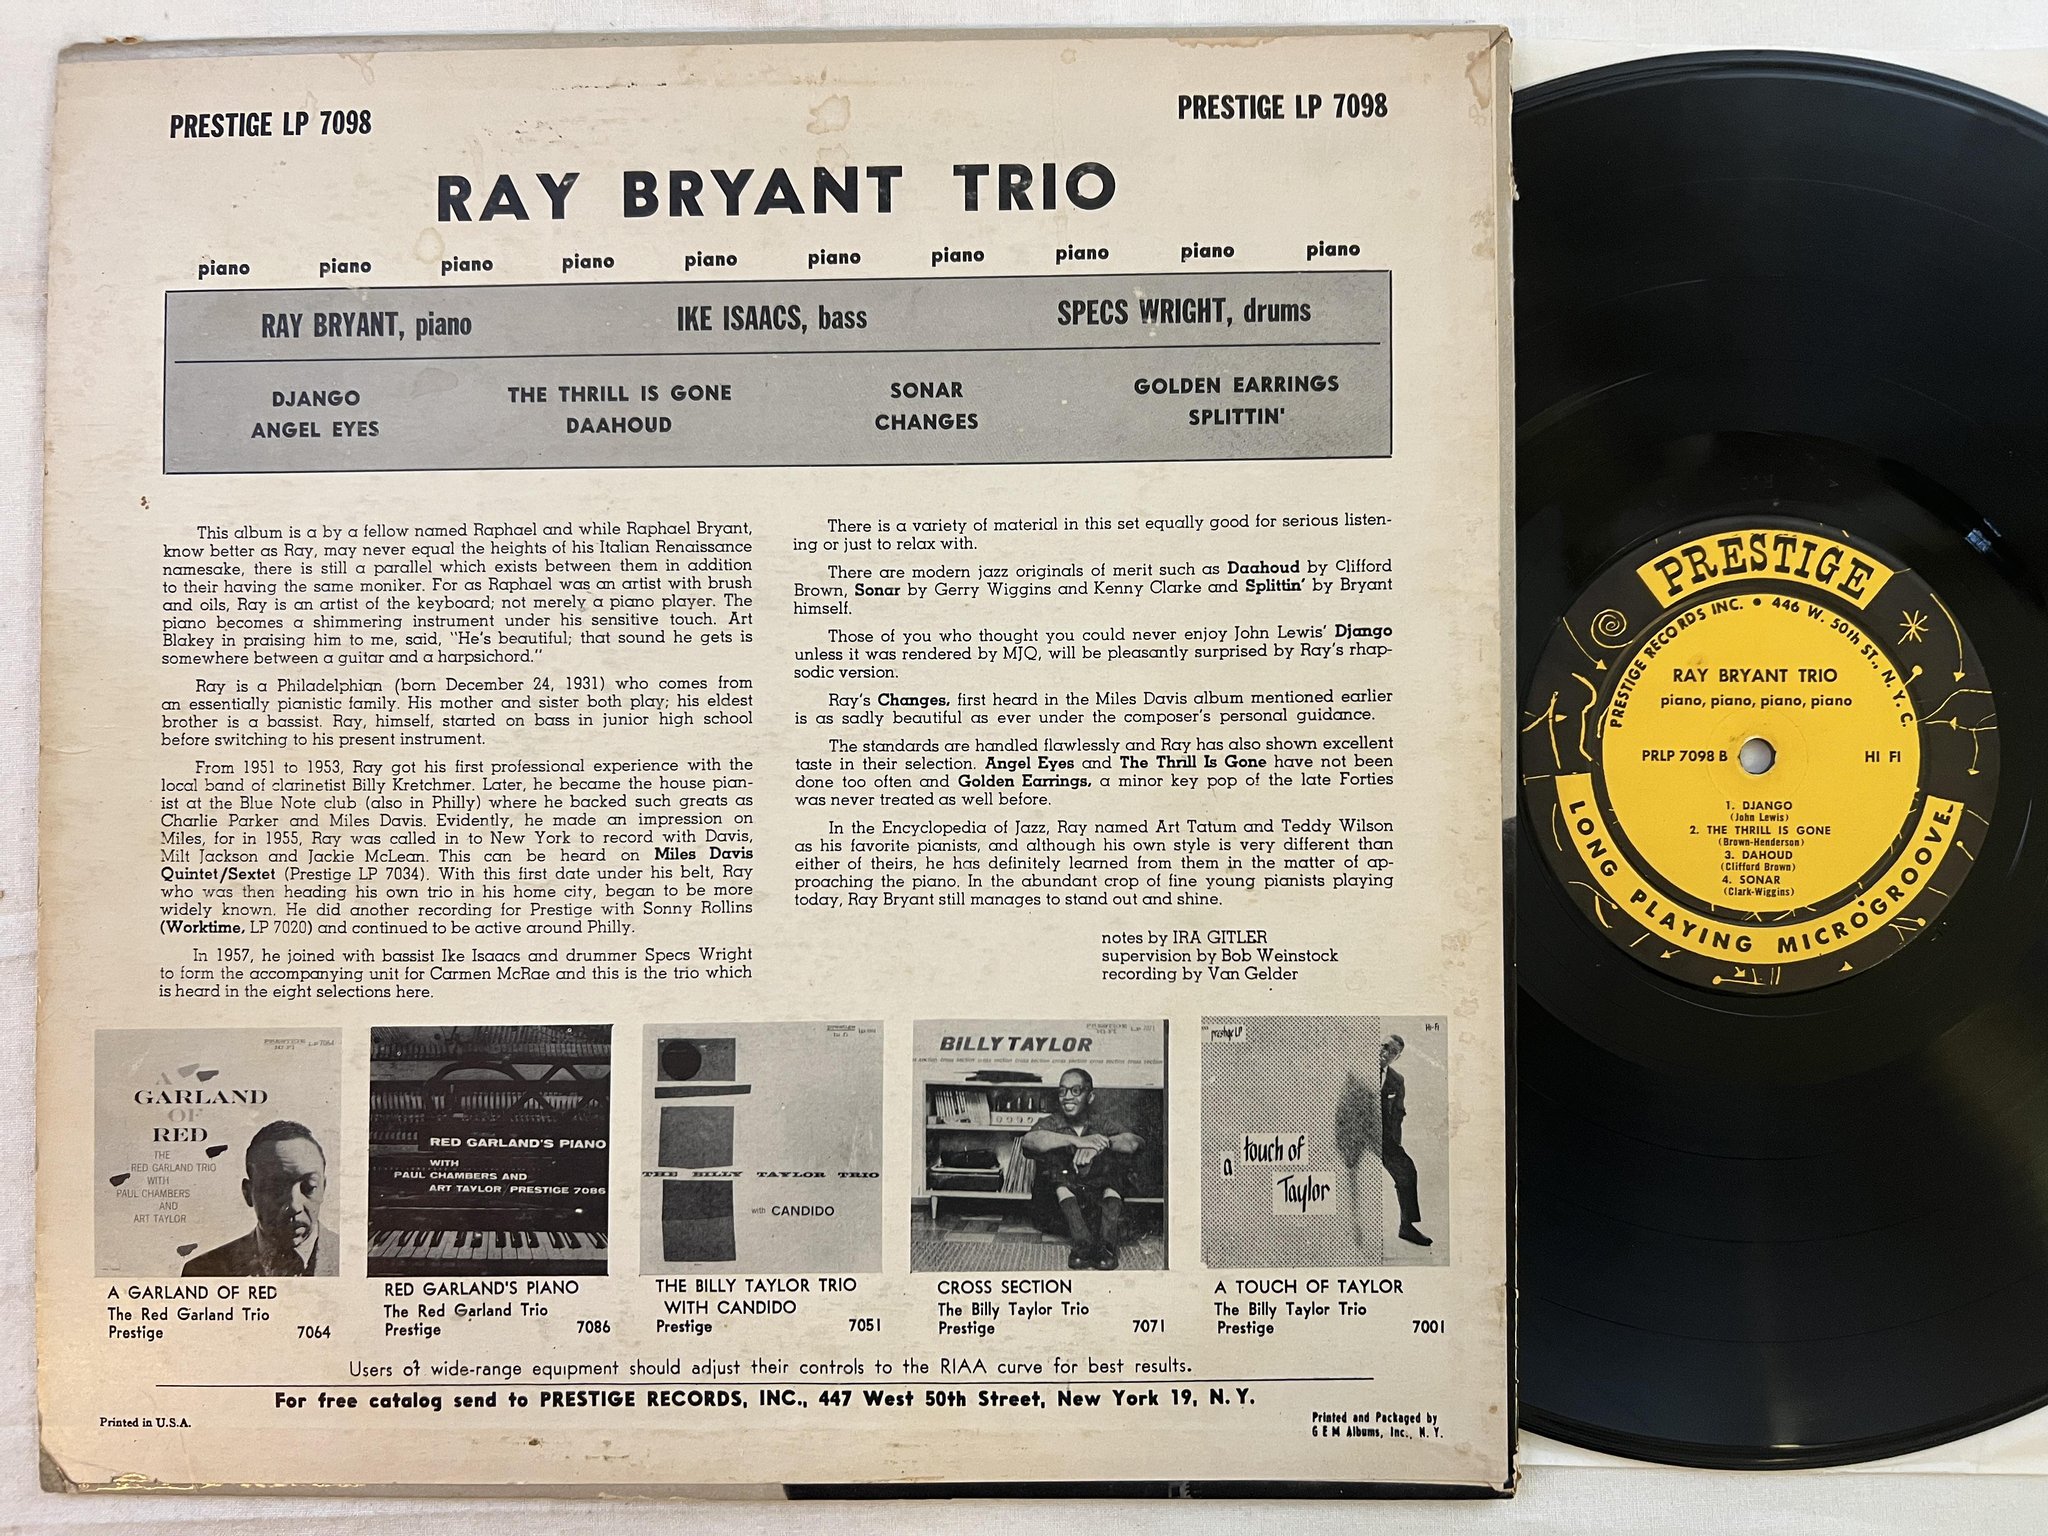 PRESTIGE LP 7098
PRESTIGE LP 7098
RAY BRYANT TRIO
piano piano piano piano piano piano piano piano piano piano
RAY BRYANT, piano IKE ISAACS, bass SPECS WRIGHT, drums
DJANGO THE THRILL IS GONE SONAR GOLDEN EARRINGS
ANGEL EYES DAAHOUD CHANGES SPLITTIN'
This album is a by a fellow named Raphael and while Raphael Bryant,
know better as Ray, may never equal the heights of his Italian Renaissance
namesake, there is still a parallel which exists between them in addition
to their having the same moniker. For as Raphael was an artist with brush
and oils, Ray is an artist of the keyboard; not merely a piano player. The
piano becomes a shimmering instrument under his sensitive touch. Art
Blakey in praising him to me, said, "He's beautiful; that sound he gets is
somewhere between a guitar and a harpsichord."
Ray is a Philadelphian (born December 24, 1931) who comes from
an essentially pianistic family. His mother and sister both play; his eldest
brother is a bassist. Ray, himself, started on bass in junior high school
before switching to his present instrument.
From 1951 to 1953, Ray got his first professional experience with the
local band of clarinetist Billy Kretchmer. Later, he became the house pian-
ist at the Blue Note club (also in Philly) where he backed such greats as
Charlie Parker and Miles Davis. Evidently, he made an impression on
Miles, for in 1955, Ray was called in to New York to record with Davis,
Milt Jackson and Jackie McLean. This can be heard on Miles Davis
Quintet/Sextet (Prestige LP 7034). With this first date under his belt, Ray
who was then heading his own trio in his home city, began to be more
widely known. He did another recording for Prestige with Sonny Rollins
(Worktime, LP 7020) and continued to be active around Philly.
In 1957, he joined with bassist Ike Isaacs and drummer Specs Wright
to form the accompanying unit for Carmen McRae and this is the trio which
is heard in the eight selections here.
There is a variety of material in this set equally good for serious listen-
ing or just to relax with.
There are modern jazz originals of merit such as Daahoud by Clifford
Brown, Sonar by Gerry Wiggins and Kenny Clarke and Splittin' by Bryant
himself.
Those of you who thought you could never enjoy John Lewis' Django
unless it was rendered by MJQ, will be pleasantly surprised by Ray's rhap-
sodic version.
Ray's Changes, first heard in the Miles Davis album mentioned earlier
is as sadly beautiful as ever under the composer's personal guidance.
The standards are handled flawlessly and Ray has also shown excellent
taste in their selection. Angel Eyes and The Thrill Is Gone have not been
done too often and Golden Earrings, a minor key pop of the late Forties
was never treated as well before.
In the Encyclopedia of Jazz, Ray named Art Tatum and Teddy Wilson
as his favorite pianists, and although his own style is very different than
either of theirs, he has definitely learned from them in the matter of ap-
proaching the piano. In the abundant crop of fine young pianists playing
today, Ray Bryant still manages to stand out and shine.
notes by IRA GITLER
supervision by Bob Weinstock
recording by Van Gelder
PRESTIGE LP 7064
HI-FI
A
GARLAND
OF
RED
THE
RED GARLAND TRIO
WITH
PAUL CHAMBERS
AND
ART TAYLOR
A GARLAND OF RED
The Red Garland Trio
Prestige 7064
RED GARLAND'S PIANO
WITH
PAUL CHAMBERS AND
ART TAYLOR/PRESTIGE 7086
RED GARLAND'S PIANO
The Red Garland Trio
Prestige 7086
prestige
hi fi
THE BILLY TAYLOR TRIO
with CANDIDO
THE BILLY TAYLOR TRIO
WITH CANDIDO
Prestige 7051
PRESTIGE LP 7071
HI-FI
BILLY TAYLOR
cross section cross section cross section cross section cross section
CROSS SECTION
The Billy Taylor Trio
Prestige 7071
prestige LP
Hi-Fi
a touch of
Taylor
A TOUCH OF TAYLOR
The Billy Taylor Trio
Prestige 7001
Users of wide-range equipment should adjust their controls to the RIAA curve for best results.
For free catalog send to PRESTIGE RECORDS, INC., 447 West 50th Street, New York 19, N. Y.
Printed in U.S.A.
Printed and Packaged by
G E M Albums, Inc., N. Y.
PRESTIGE
PRESTIGE RECORDS INC. • 446 W. 50th ST., N. Y. C.
RAY BRYANT TRIO
piano, piano, piano, piano
PRLP 7098 B HI FI
1. DJANGO
(John Lewis)
2. THE THRILL IS GONE
(Brown-Henderson)
3. DAHOUD
(Clifford Brown)
4. SONAR
(Clark-Wiggins)
LONG PLAYING MICROGROOVE